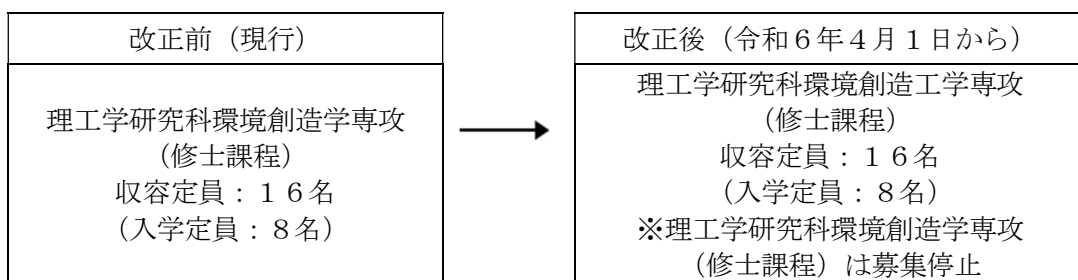 改正前（現行）
理工学研究科環境創造学専攻
（修士課程）
収容定員：１６名
（入学定員：８名）
改正後（令和６年４月１日から）
理工学研究科環境創造工学専攻
（修士課程）
収容定員：１６名
（入学定員：８名）
※理工学研究科環境創造学専攻
（修士課程）は募集停止